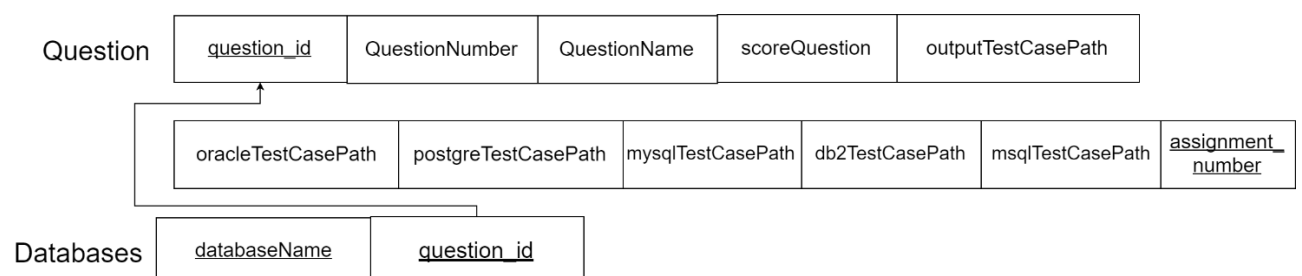 Question question_id QuestionNumber QuestionName scoreQuestion outputTestCasePath
oracleTestCasePath postgreTestCasePath mysqlTestCasePath db2TestCasePath msqlTestCasePath assignment_
number
Databases databaseName question_id